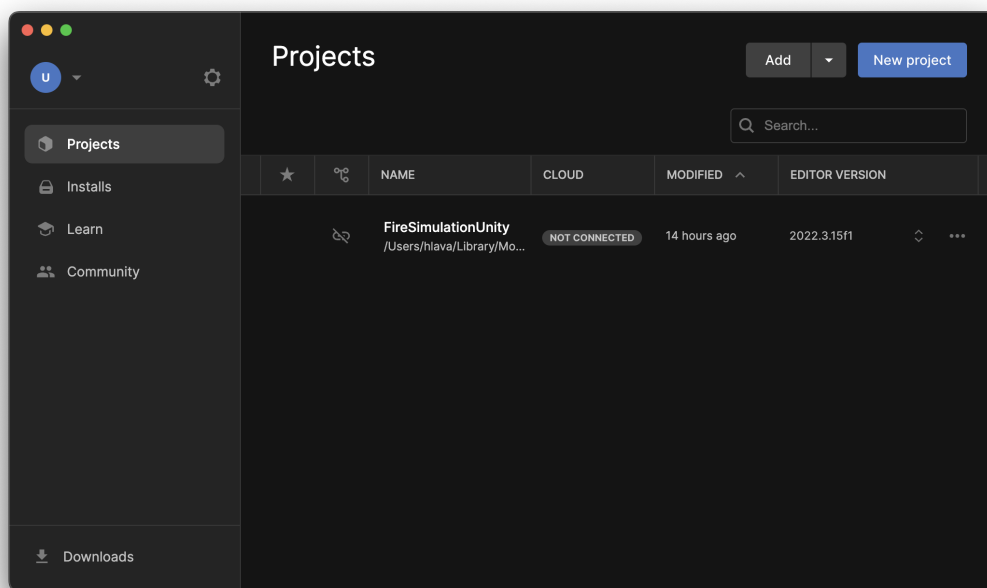 U
Projects
Installs
Learn
Community
Downloads
Projects
Add
New project
Search...
NAME CLOUD MODIFIED EDITOR VERSION
FireSimulationUnity
/Users/hlava/Library/Mo...
NOT CONNECTED
14 hours ago
2022.3.15f1